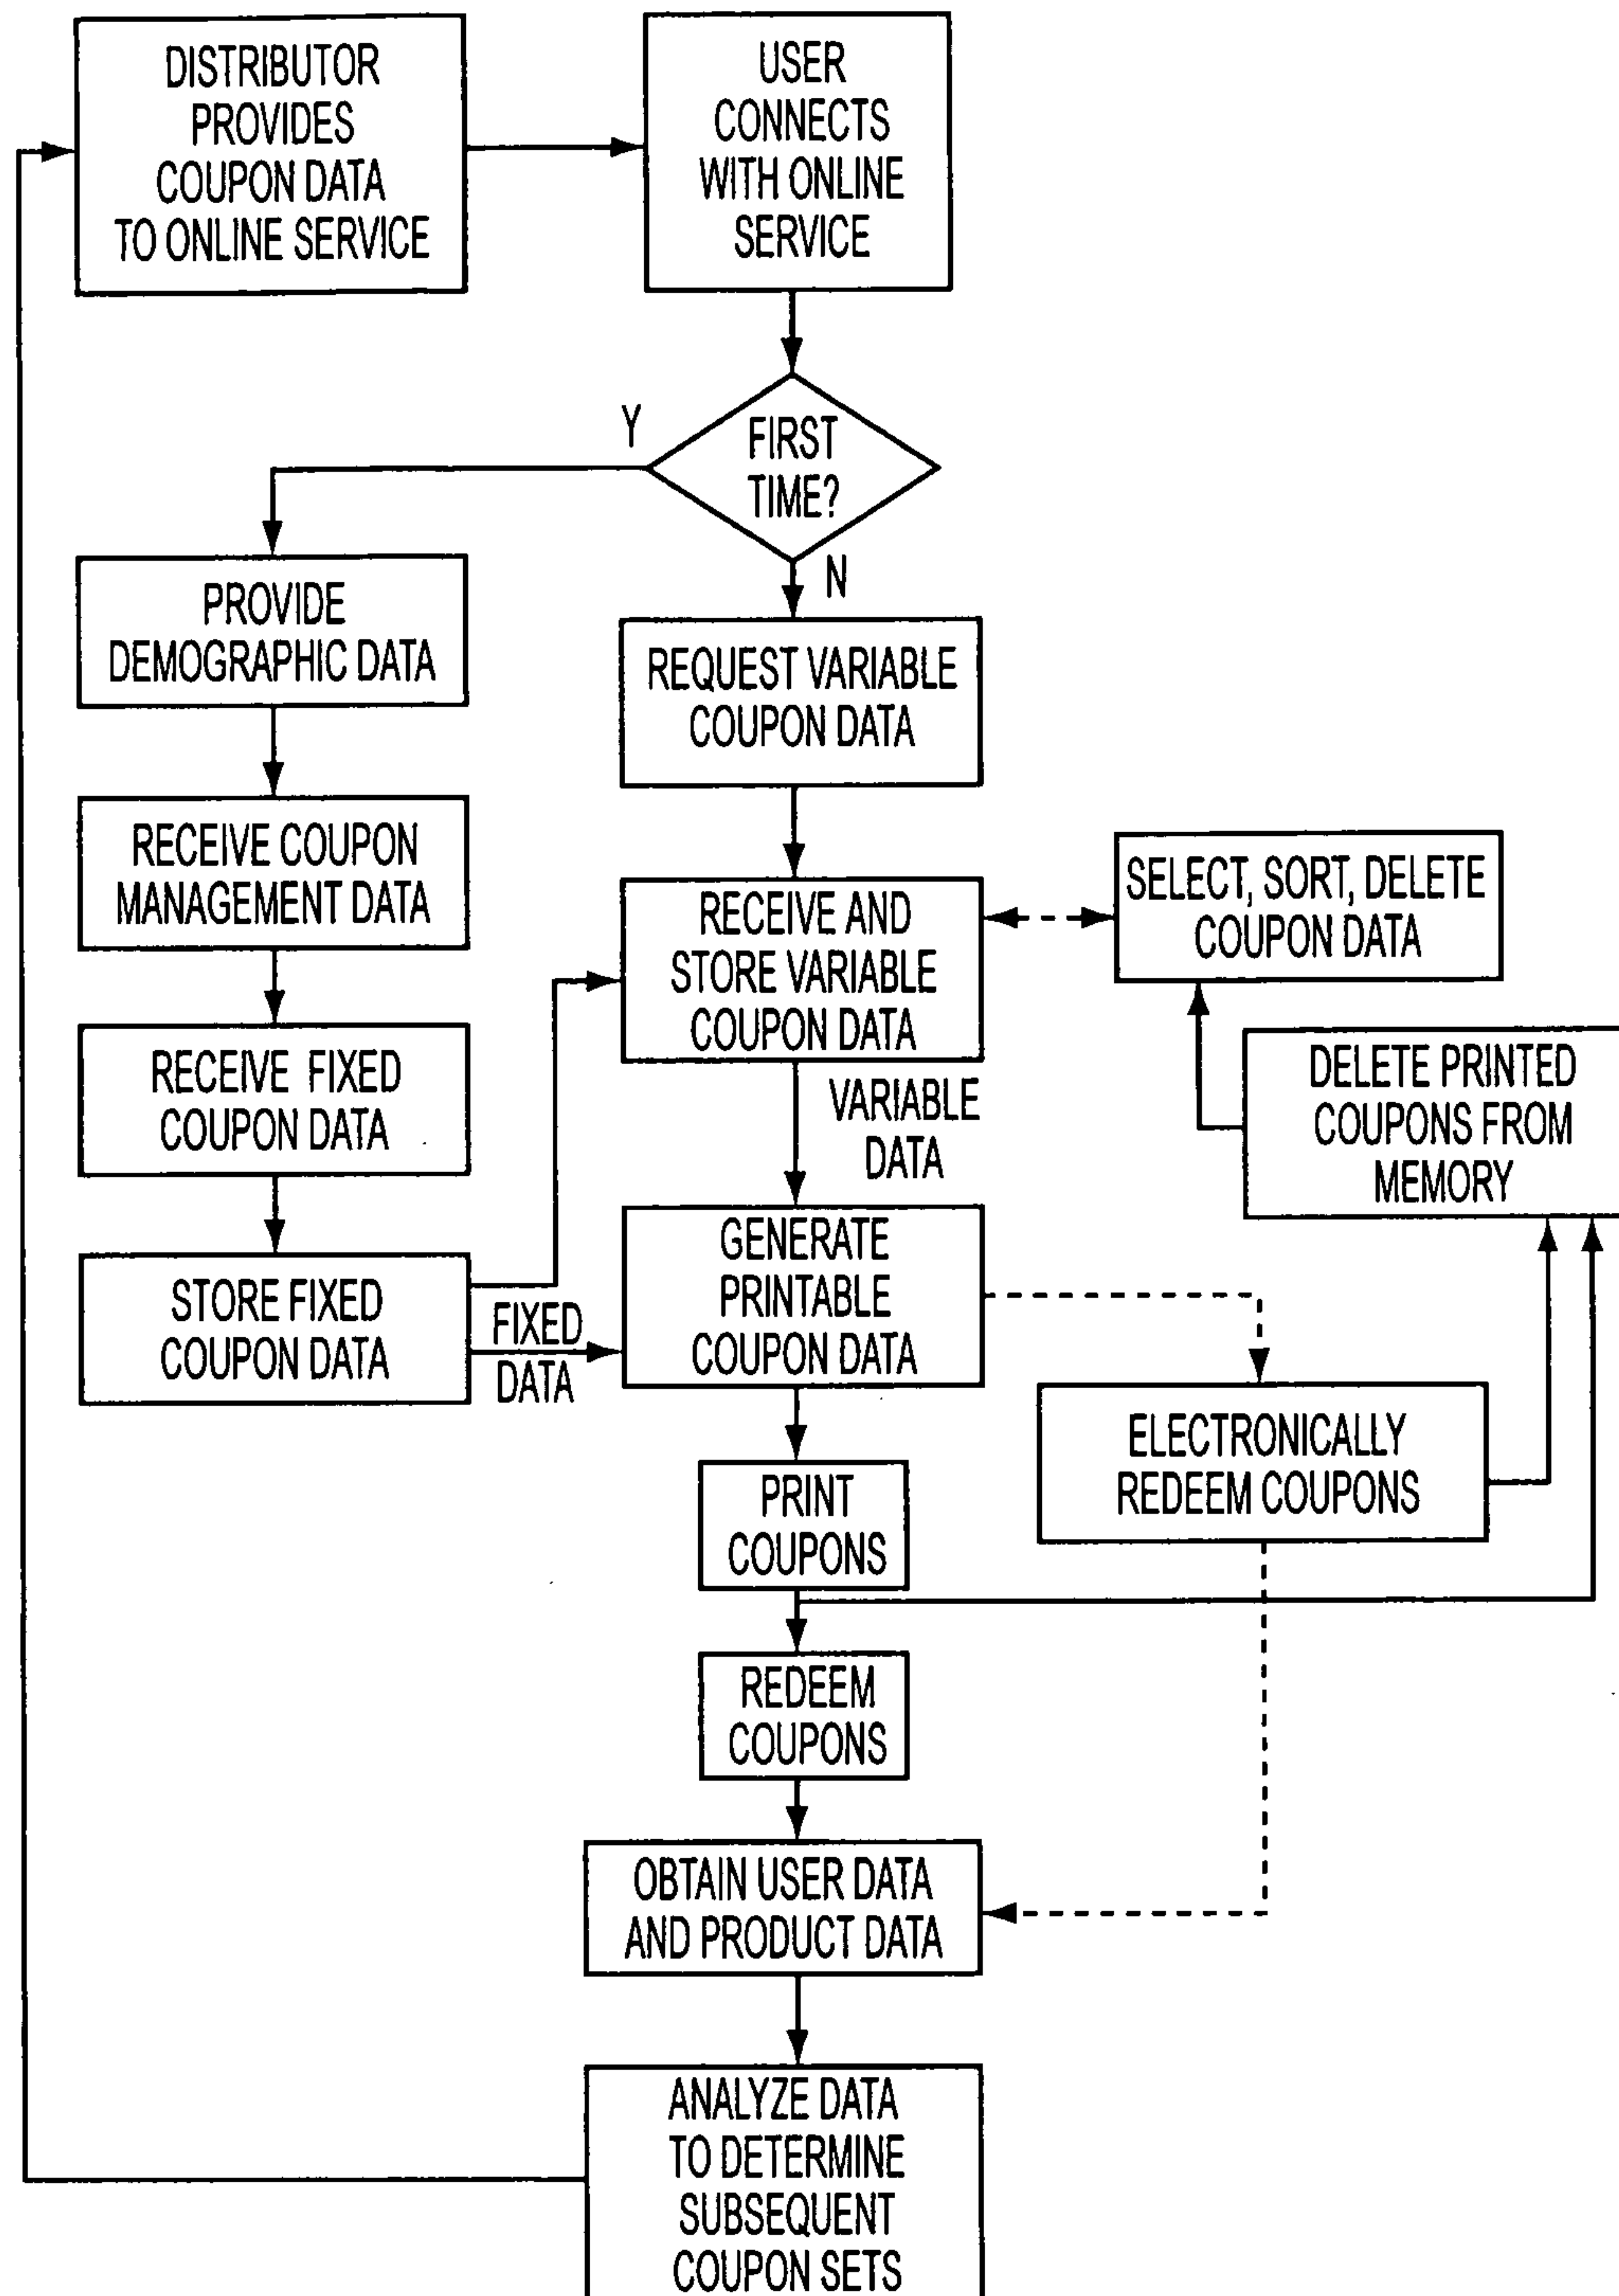 DISTRIBUTOR
PROVIDES
COUPON DATA
TO ONLINE SERVICE
USER
CONNECTS
WITH ONLINE
SERVICE
FIRST
TIME?
Y
N
PROVIDE
DEMOGRAPHIC DATA
REQUEST VARIABLE
COUPON DATA
RECEIVE COUPON
MANAGEMENT DATA
RECEIVE AND
STORE VARIABLE
COUPON DATA
SELECT, SORT, DELETE
COUPON DATA
RECEIVE FIXED
COUPON DATA
VARIABLE
DATA
DELETE PRINTED
COUPONS FROM
MEMORY
STORE FIXED
COUPON DATA
FIXED
DATA
GENERATE
PRINTABLE
COUPON DATA
ELECTRONICALLY
REDEEM COUPONS
PRINT
COUPONS
REDEEM
COUPONS
OBTAIN USER DATA
AND PRODUCT DATA
ANALYZE DATA
TO DETERMINE
SUBSEQUENT
COUPON SETS